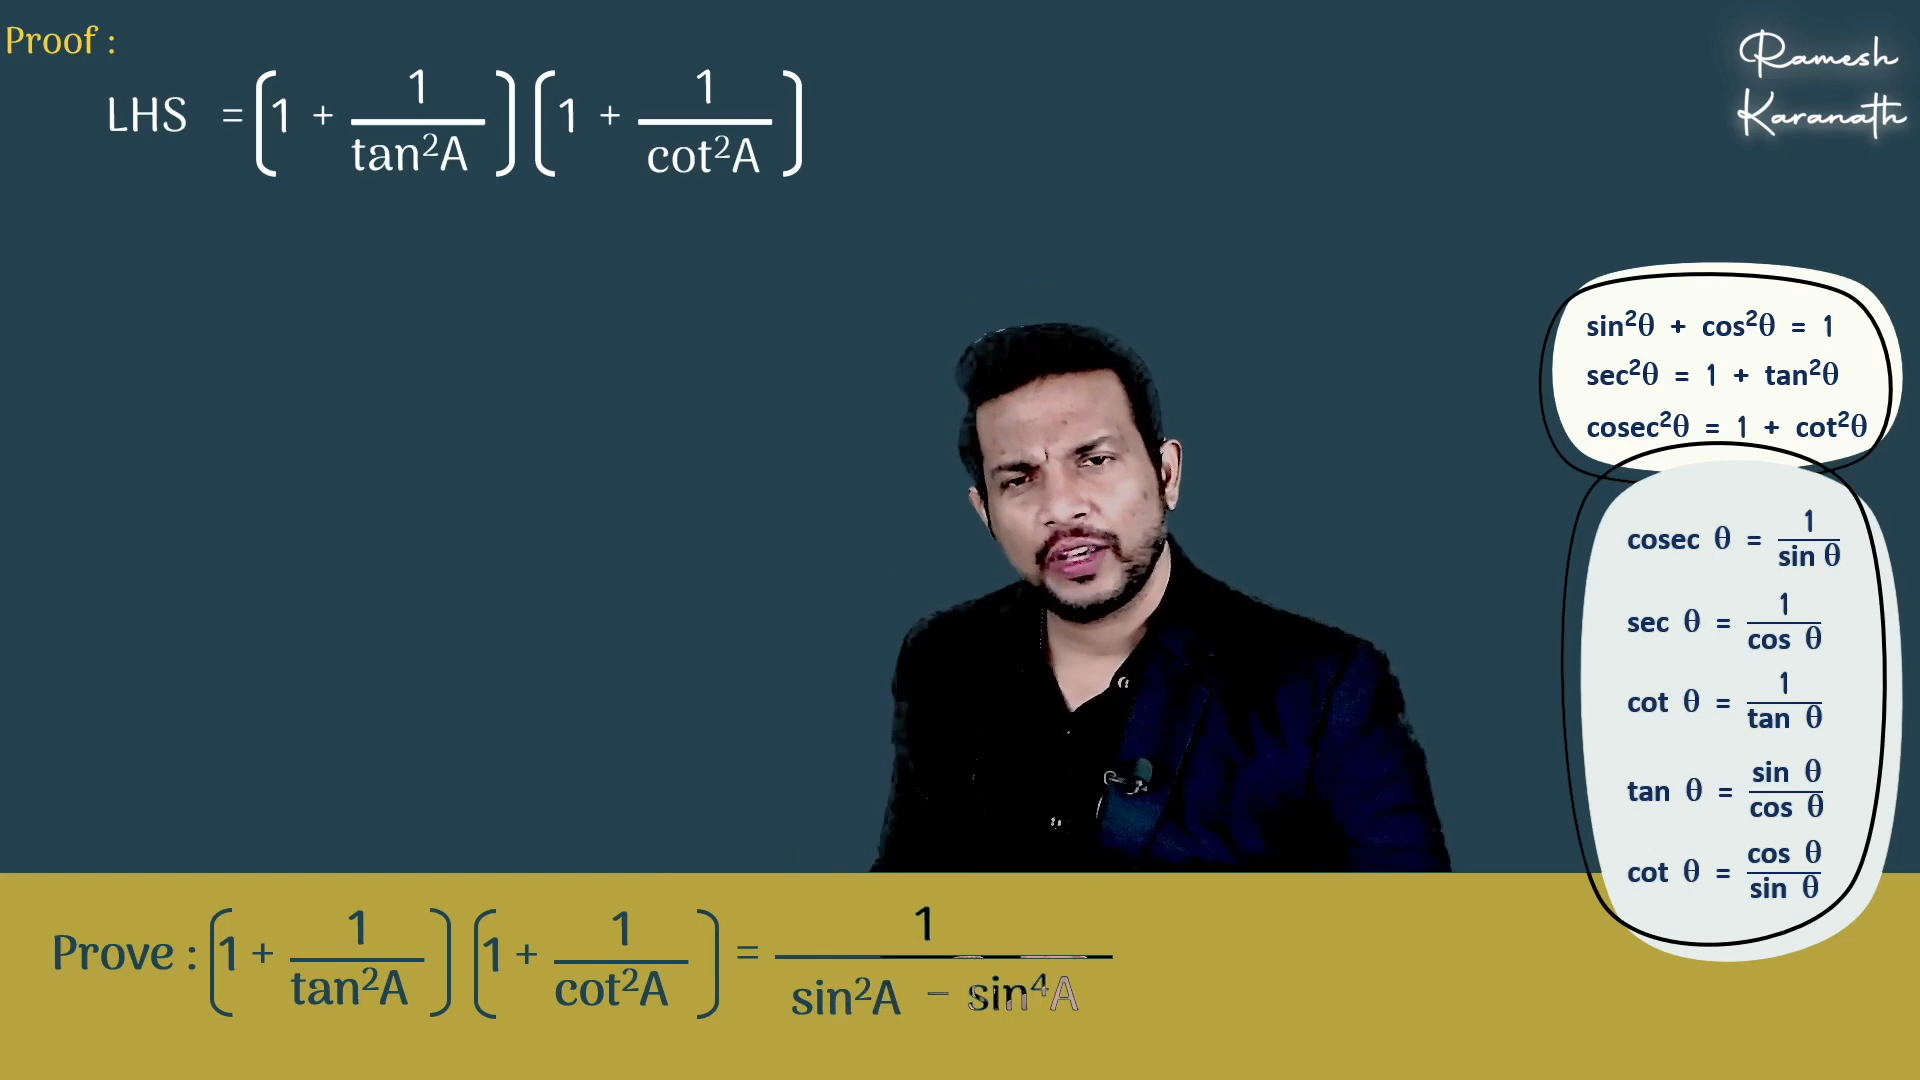 Proof :
LHS = (1 + 1/tan²A) (1 + 1/cot²A)
Ramesh
Karanath
sin²θ + cos²θ = 1
sec²θ = 1 + tan²θ
cosec²θ = 1 + cot²θ
cosec θ = 1/sin θ
sec θ = 1/cos θ
cot θ = 1/tan θ
tan θ = sin θ/cos θ
cot θ = cos θ/sin θ
Prove : (1 + 1/tan²A) (1 + 1/cot²A) = 1/sin²A − sin⁴A